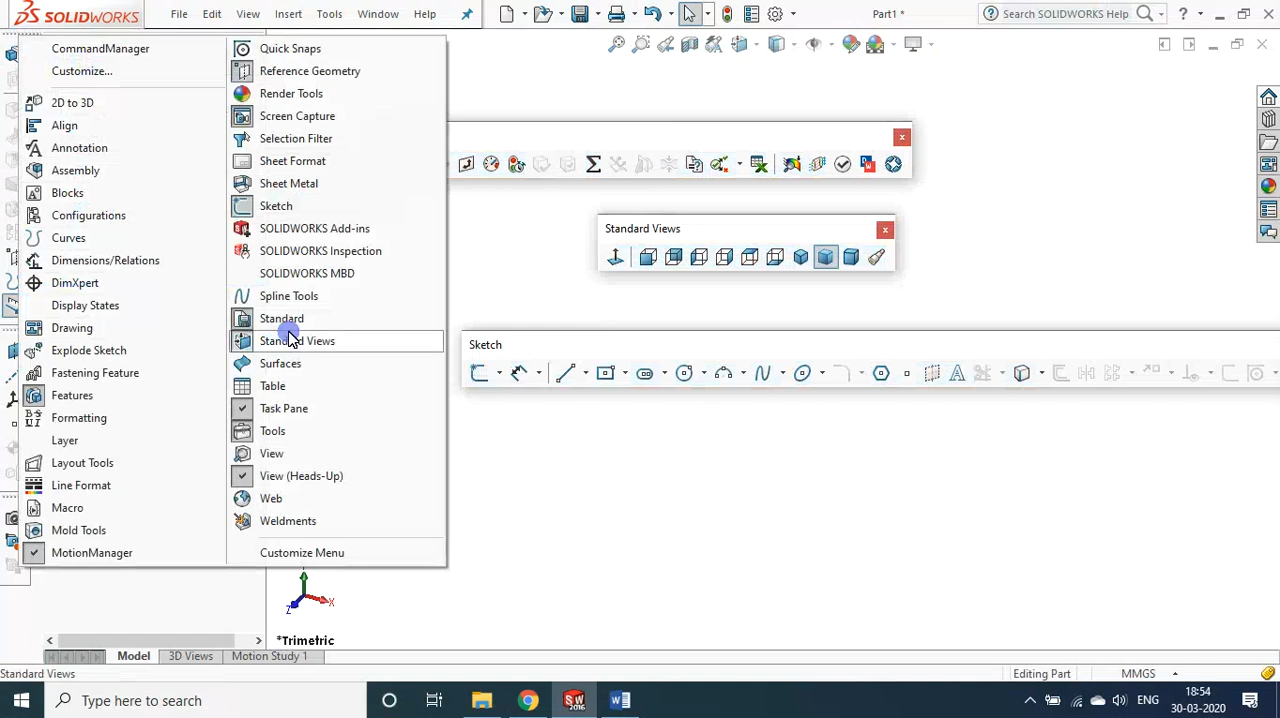 SOLIDWORKS
File Edit View Insert Tools Window Help
Part1 *
Search SOLIDWORKS Help
?
CommandManager
Customize...
2D to 3D
Align
Annotation
Assembly
Blocks
Configurations
Curves
Dimensions/Relations
DimXpert
Display States
Drawing
Explode Sketch
Fastening Feature
Features
Formatting
Layer
Layout Tools
Line Format
Macro
Mold Tools
MotionManager
Quick Snaps
Reference Geometry
Render Tools
Screen Capture
Selection Filter
Sheet Format
Sheet Metal
Sketch
SOLIDWORKS Add-ins
SOLIDWORKS Inspection
SOLIDWORKS MBD
Spline Tools
Standard
Standard Views
Surfaces
Table
Task Pane
Tools
View
View (Heads-Up)
Web
Weldments
Customize Menu
Standard Views
Sketch
Z X
*Trimetric
Model 3D Views Motion Study 1
Standard Views
Editing Part MMGS
Type here to search
SW 2016
ENG
18:54
30-03-2020